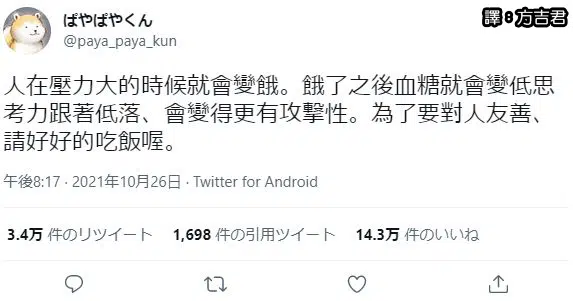 譯:方吉君
ぱやぱやくん
@paya_paya_kun
人在壓力大的時候就會變餓。餓了之後血糖就會變低思
考力跟著低落、會變得更有攻擊性。為了要對人友善、
請好好的吃飯喔。
午後8:17 · 2021年10月26日 · Twitter for Android
3.4万 件のリツイート 1,698 件の引用ツイート 14.3万 件のいいね